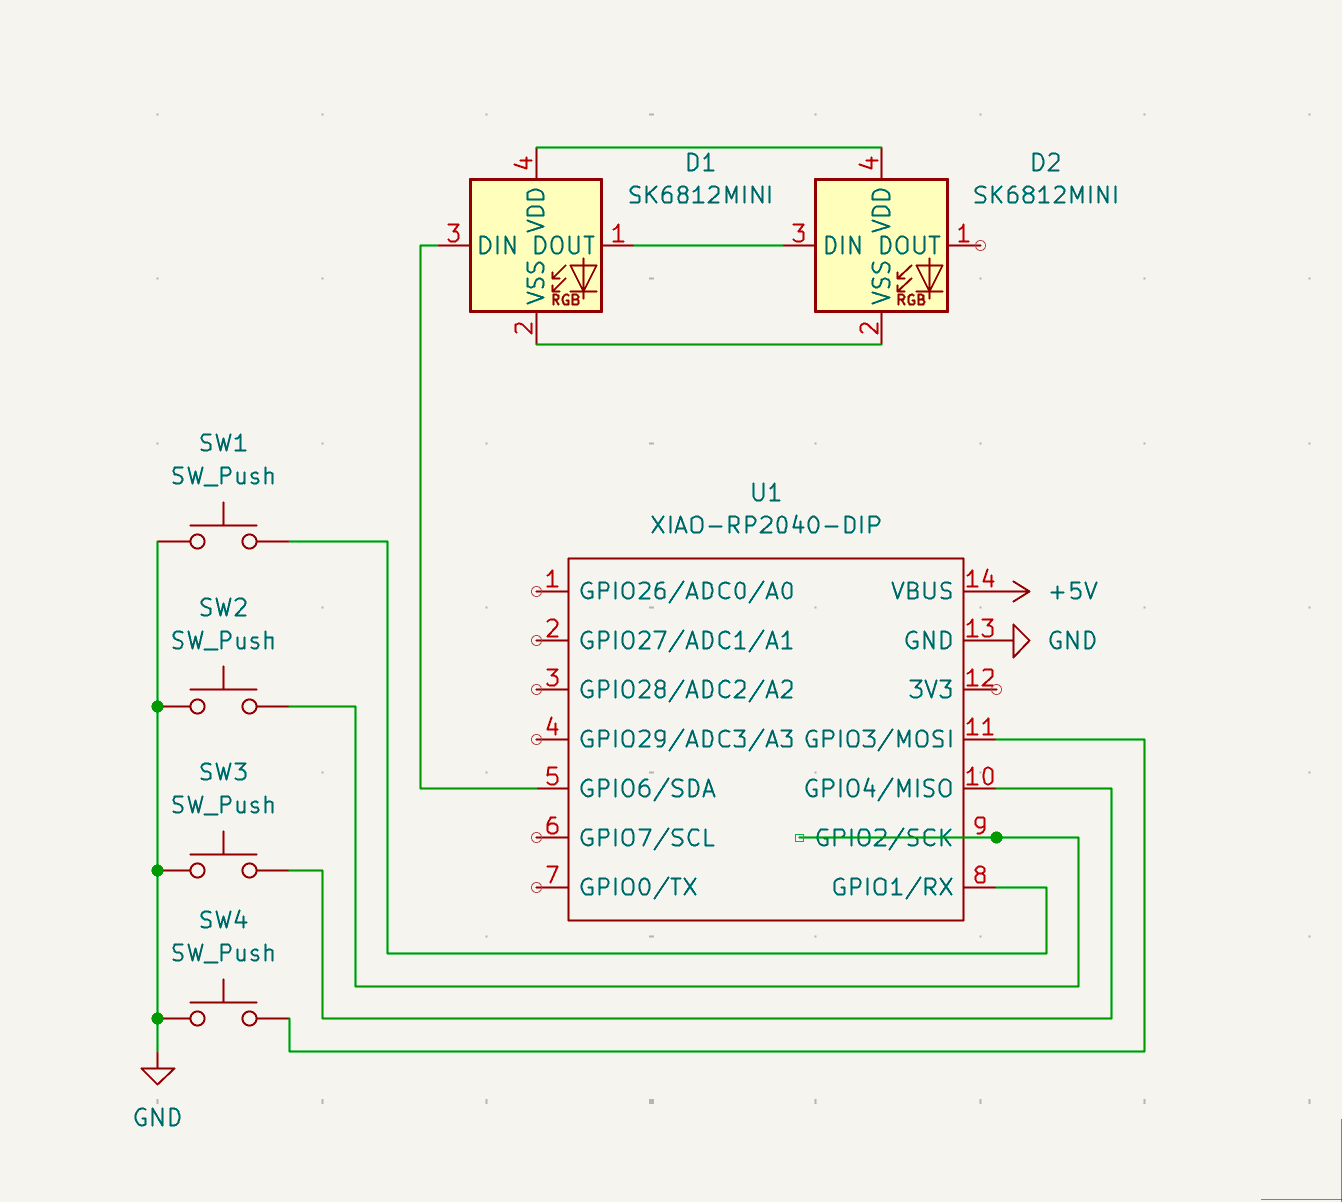 D1
SK6812MINI
D2
SK6812MINI
4
VDD
3
DIN
DOUT
1
VSS
RGB
2
4
VDD
3
DIN
DOUT
1
VSS
RGB
2
SW1
SW_Push
SW2
SW_Push
SW3
SW_Push
SW4
SW_Push
GND
U1
XIAO-RP2040-DIP
1 GPIO26/ADC0/A0
VBUS 14 +5V
2 GPIO27/ADC1/A1
GND 13 GND
3 GPIO28/ADC2/A2
3V3 12
4 GPIO29/ADC3/A3
GPIO3/MOSI 11
5 GPIO6/SDA
GPIO4/MISO 10
6 GPIO7/SCL
GPIO2/SCK 9
7 GPIO0/TX
GPIO1/RX 8